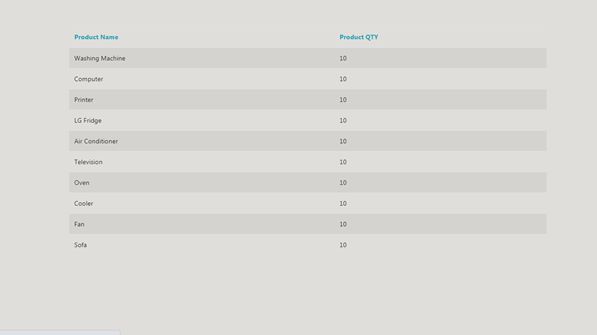 Product Name Product QTY
Washing Machine 10
Computer 10
Printer 10
LG Fridge 10
Air Conditioner 10
Television 10
Oven 10
Cooler 10
Fan 10
Sofa 10